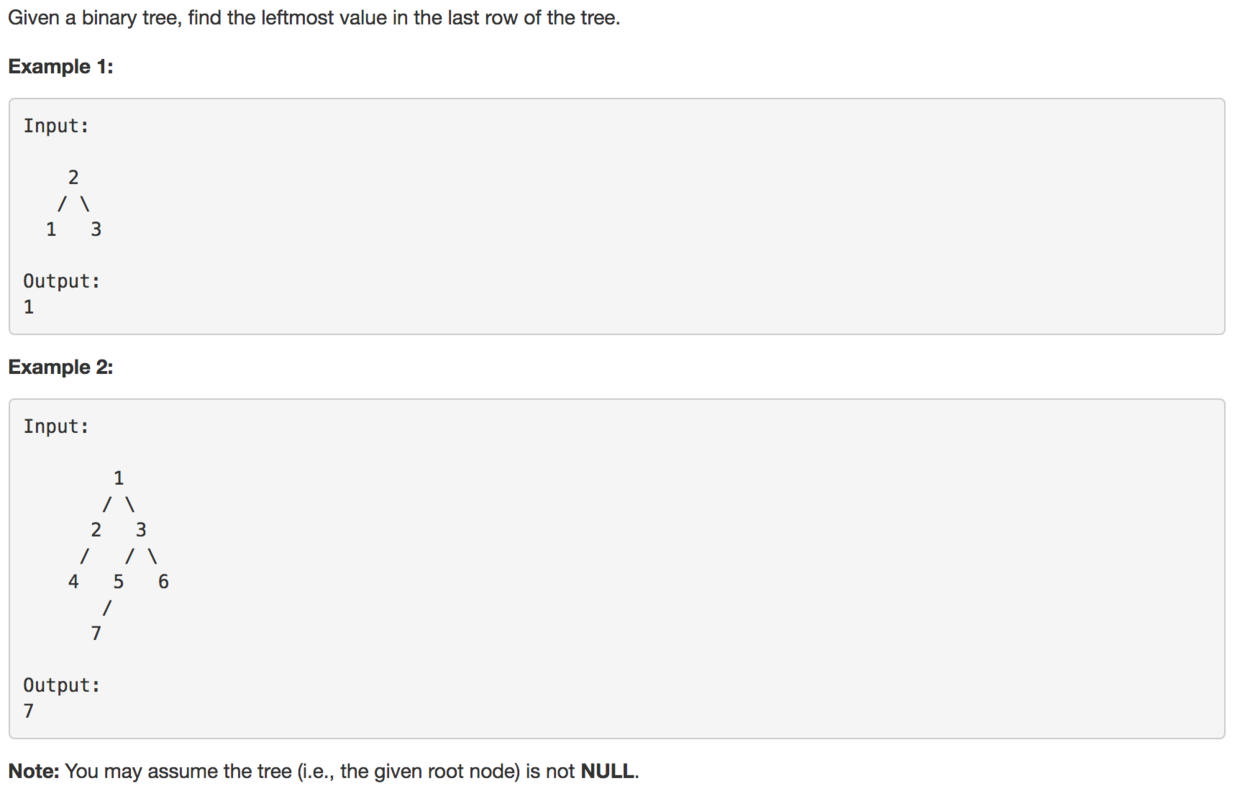 Given a binary tree, find the leftmost value in the last row of the tree.
Example 1:
Input:
    2
   / \
  1   3
Output:
1
Example 2:
Input:
        1
       / \
      2   3
     /   / \
    4   5   6
       /
      7
Output:
7
Note: You may assume the tree (i.e., the given root node) is not NULL.